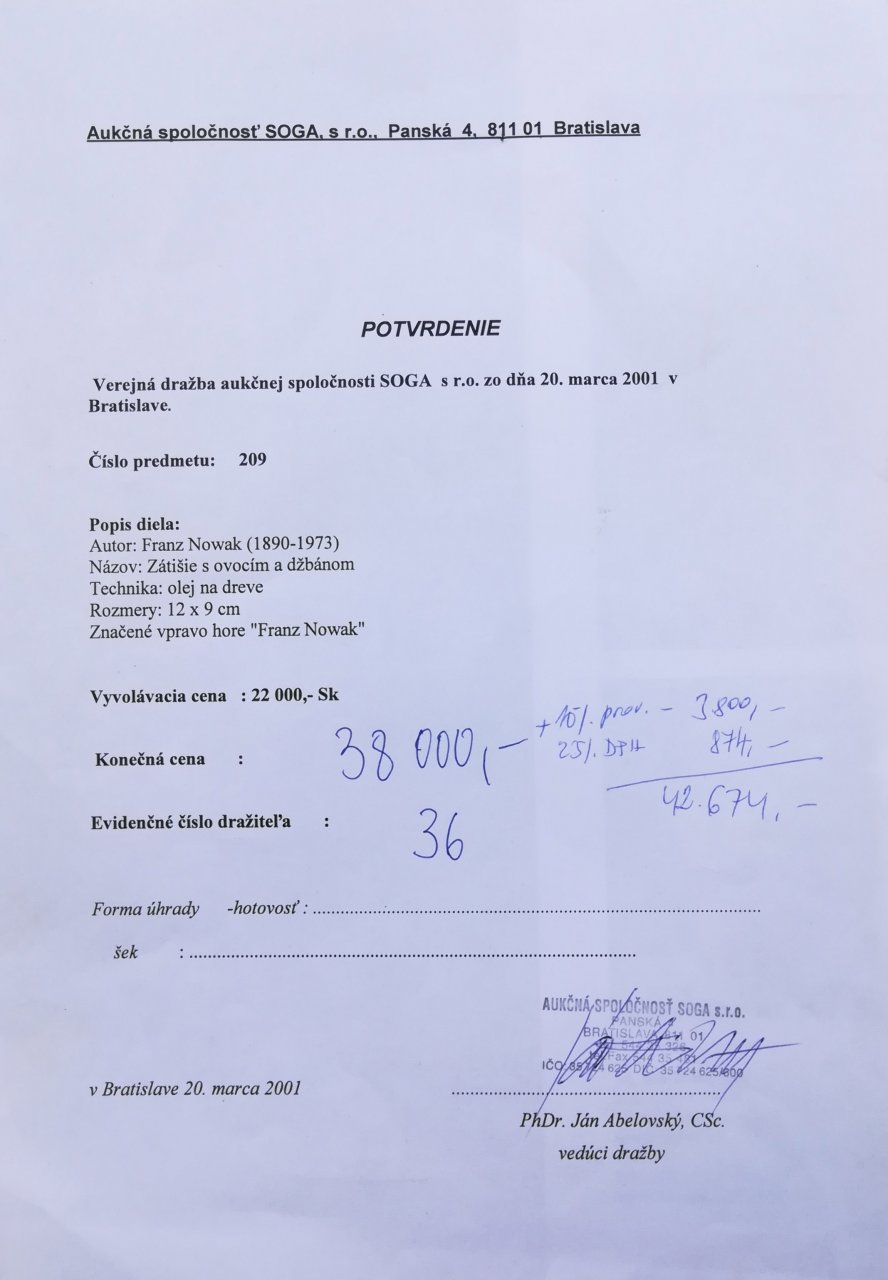 Aukčná spoločnosť SOGA, s r.o., Panská 4, 811 01 Bratislava
POTVRDENIE
Verejná dražba aukčnej spoločnosti SOGA s r.o. zo dňa 20. marca 2001 v
Bratislave.
Číslo predmetu: 209
Popis diela:
Autor: Franz Nowak (1890-1973)
Názov: Zátišie s ovocím a džbánom
Technika: olej na dreve
Rozmery: 12 x 9 cm
Značené vpravo hore "Franz Nowak"
Vyvolávacia cena : 22 000,- Sk
+ 10%. prov. – 3800,–
Konečná cena : 38 000,–
23%. DPH 874,–
42.674,–
Evidenčné číslo dražiteľa : 36
Forma úhrady -hotovosť : ...............................................................................................
šek : ...............................................................................................
AUKČNÁ SPOLOČNOSŤ SOGA s.r.o.
PANSKÁ
BRATISLAVA 811 01
v Bratislave 20. marca 2001
PhDr. Ján Abelovský, CSc.
vedúci dražby